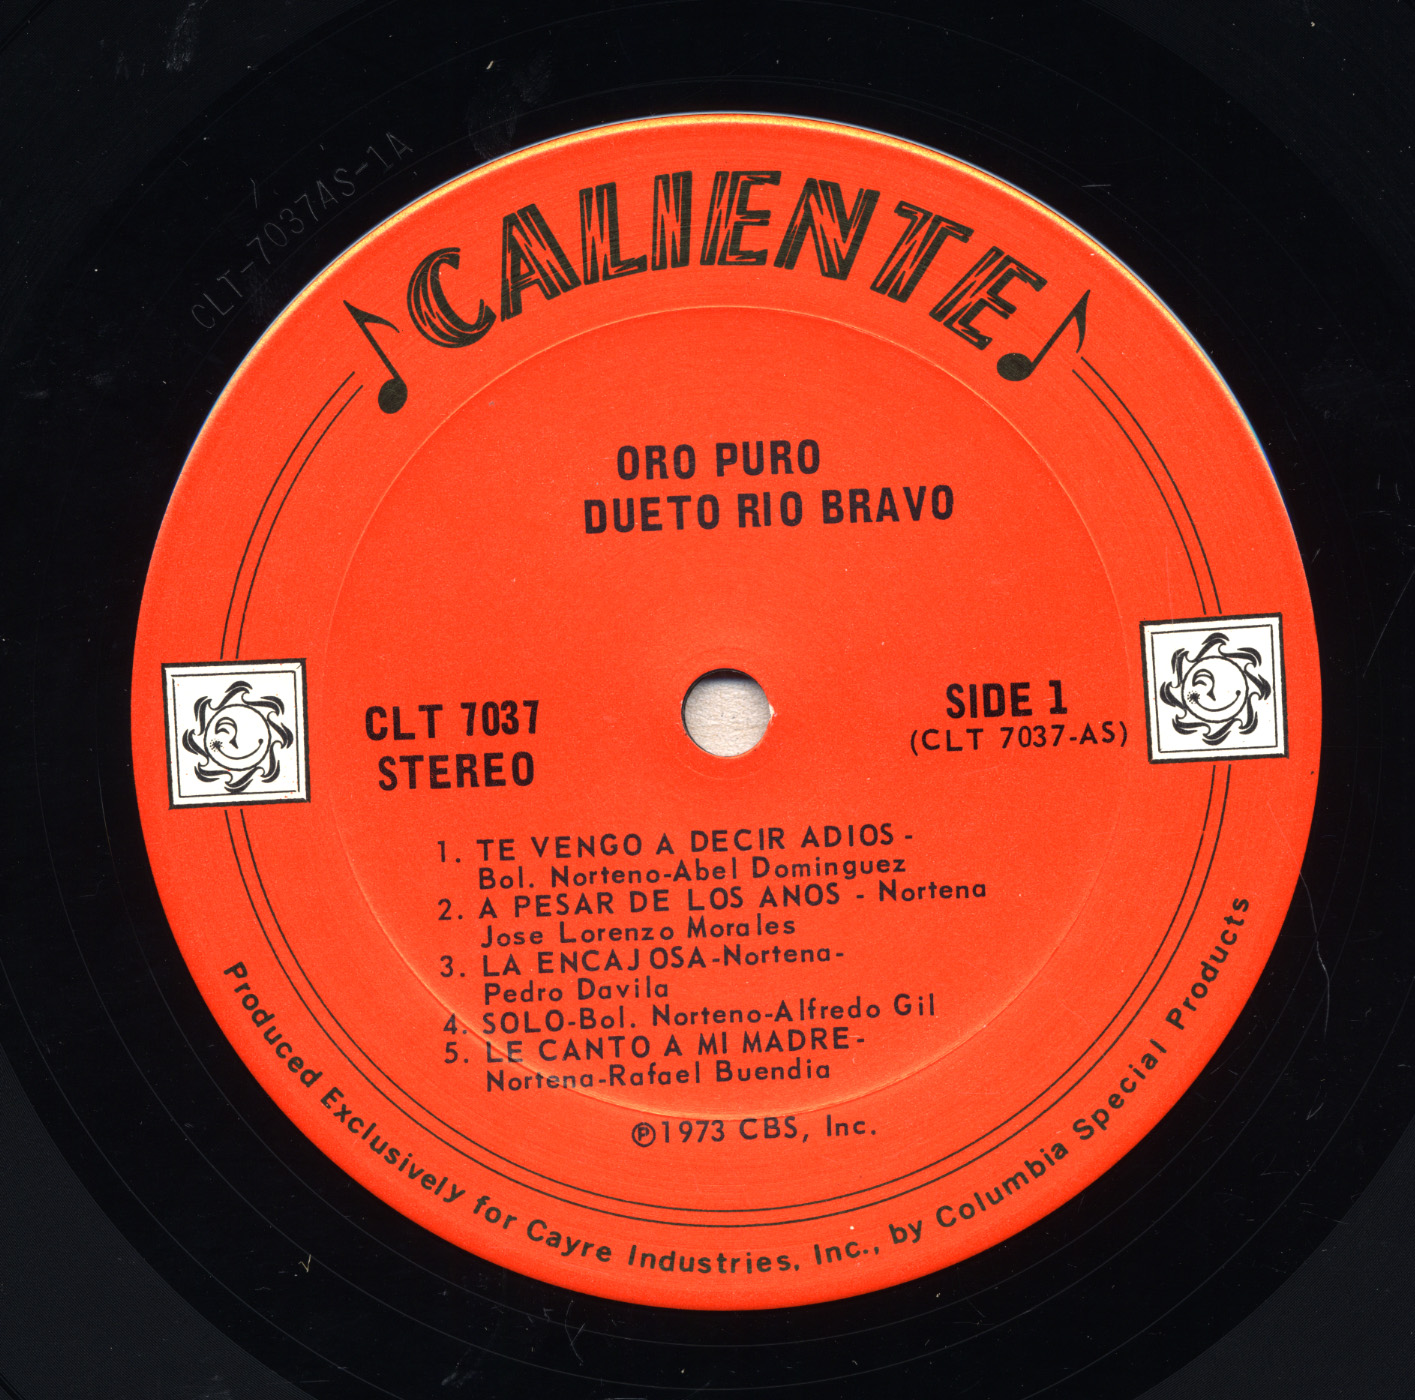 CLT-7037AS-1A
CALIENTE
ORO PURO
DUETO RIO BRAVO
CLT 7037
STEREO
SIDE 1
(CLT 7037-AS)
1. TE VENGO A DECIR ADIOS -
Bol. Norteno-Abel Dominguez
2. A PESAR DE LOS ANOS - Nortena
Jose Lorenzo Morales
3. LA ENCAJOSA-Nortena-
Pedro Davila
4. SOLO-Bol. Norteno-Alfredo Gil
5. LE CANTO A MI MADRE-
Nortena-Rafael Buendia
℗1973 CBS, Inc.
Produced Exclusively for Cayre Industries, Inc., by Columbia Special Products